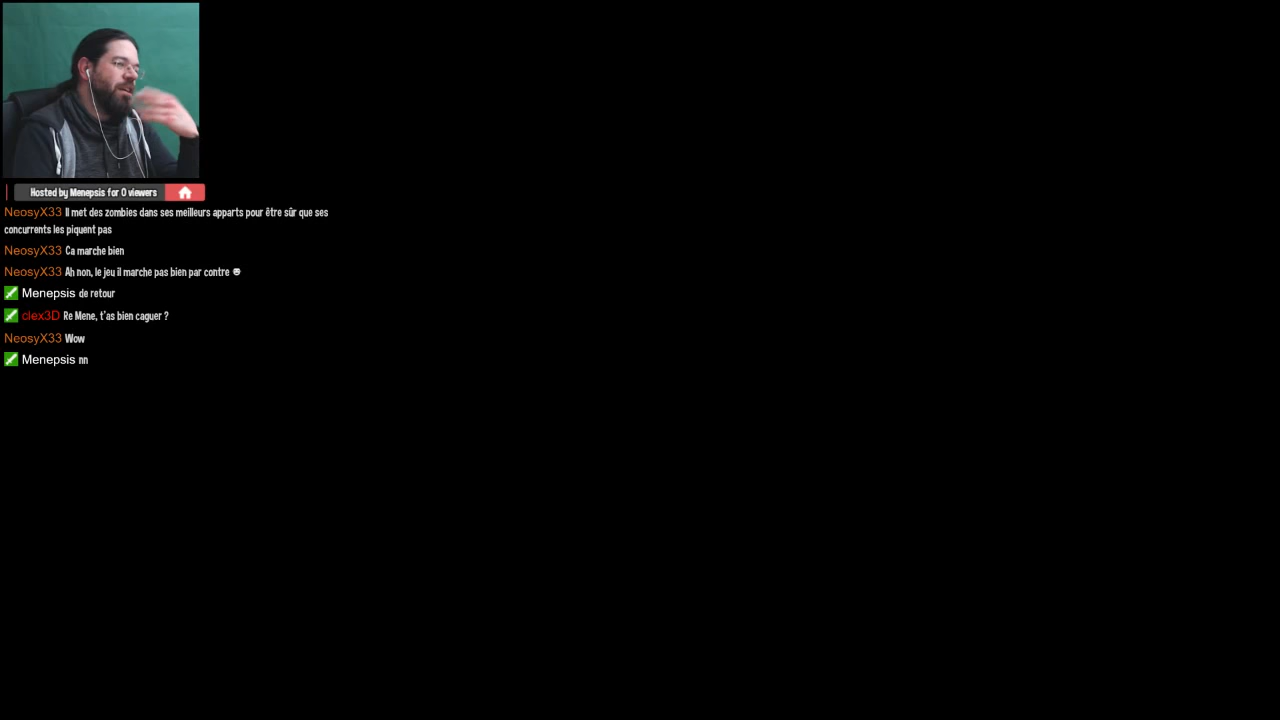 Hosted by Menepsis for 0 viewers
NeosyX33 Il met des zombies dans ses meilleurs apparts pour être sûr que ses
concurrents les piquent pas
NeosyX33 Ca marche bien
NeosyX33 Ah non, le jeu il marche pas bien par contre
Menepsis de retour
clex3D Re Mene, t'as bien caguer ?
NeosyX33 Wow
Menepsis nn